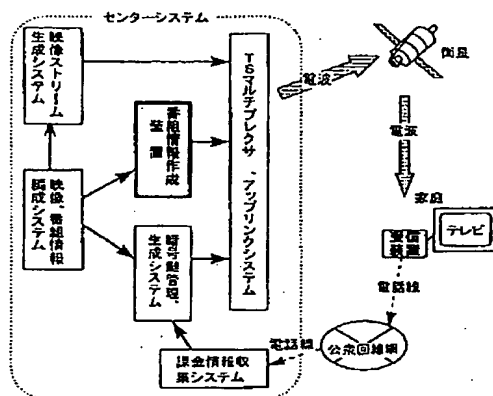 センターシステム
映像ストリーム
生成システム
TSマルチプレクサ
アップリンクシステム
電波
衛星
番組情報作成
装置
電波
映像、番組情報
編成システム
家庭
テレビ
受信
装置
暗号鍵管理、
生成システム
電話線
電話線
公衆回線網
課金情報収
集システム